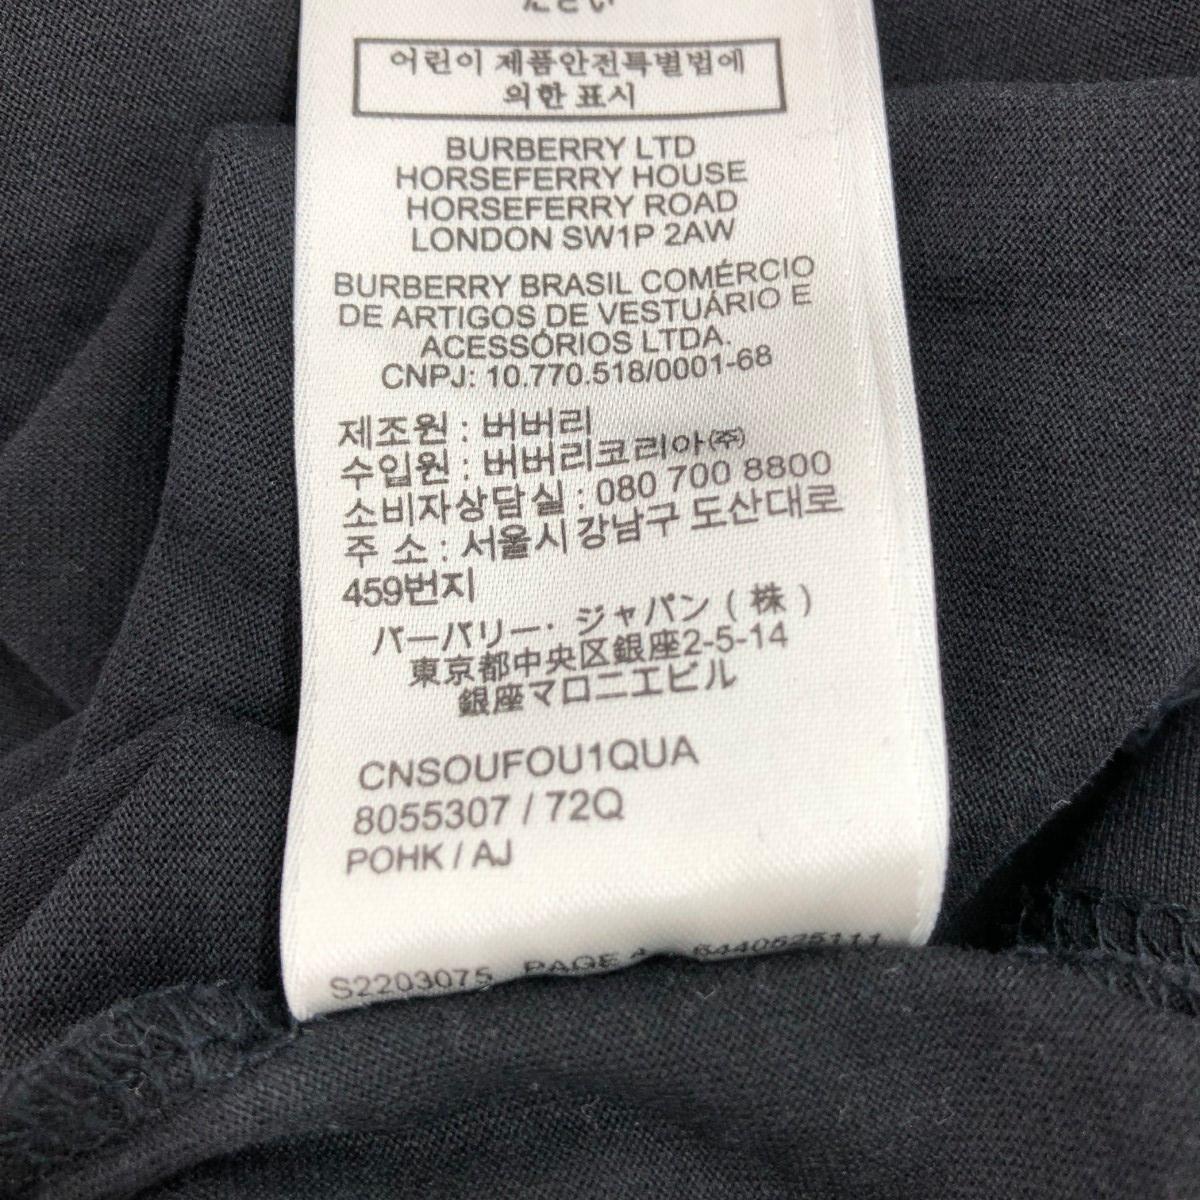 ださい
어린이 제품안전특별법에
의한 표시
BURBERRY LTD
HORSEFERRY HOUSE
HORSEFERRY ROAD
LONDON SW1P 2AW
BURBERRY BRASIL COMÉRCIO
DE ARTIGOS DE VESTUÁRIO E
ACESSÓRIOS LTDA.
CNPJ: 10.770.518/0001-68
제조원 : 버버리
수입원 : 버버리코리아㈜
소비자상담실 : 080 700 8800
주 소 : 서울시 강남구 도산대로
459번지
バーバリー・ジャパン ( 株 )
東京都中央区銀座2-5-14
銀座マロニエビル
CNSOUFOU1QUA
8055307 / 72Q
POHK / AJ
S2203075 PAGE 4 6440525111